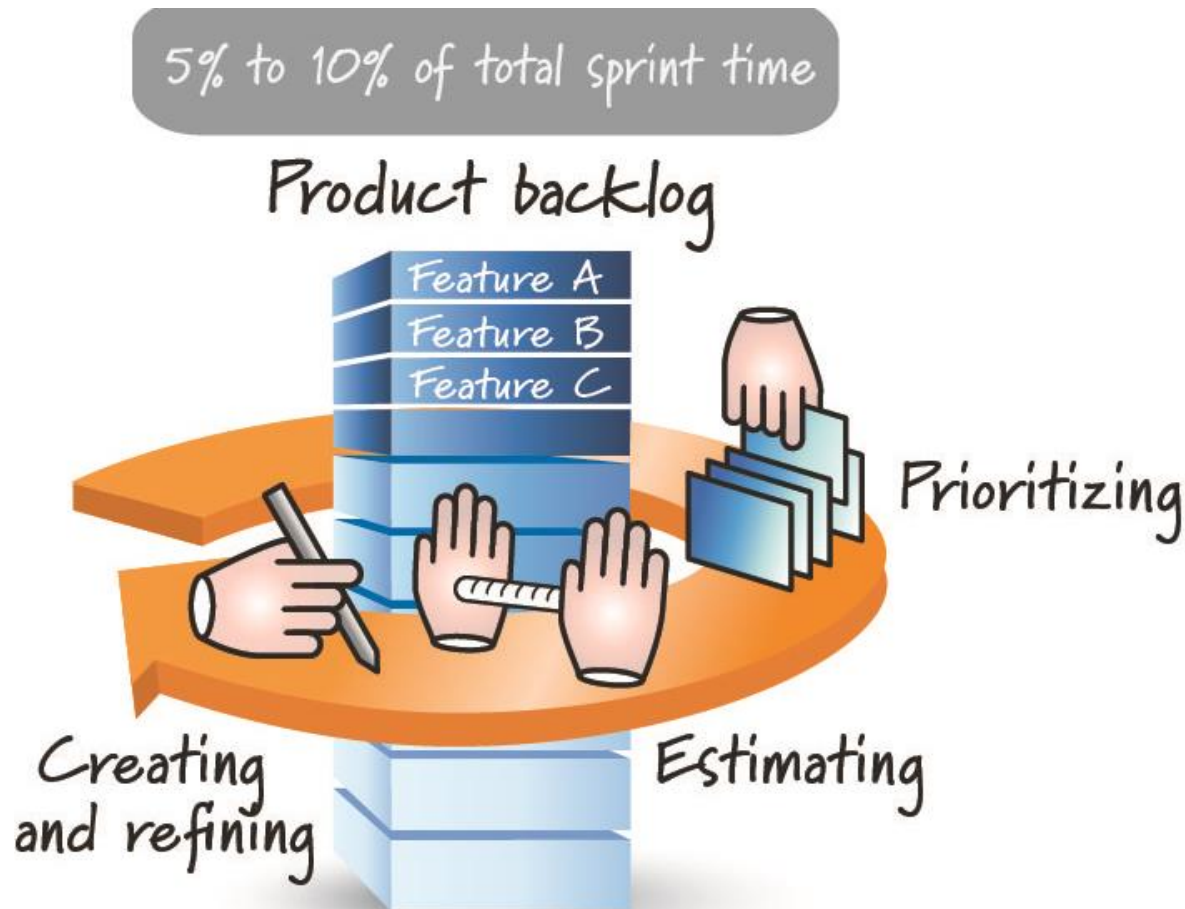 5% to 10% of total sprint time
Product backlog
Feature A
Feature B
Feature C
Prioritizing
Creating
and refining
Estimating